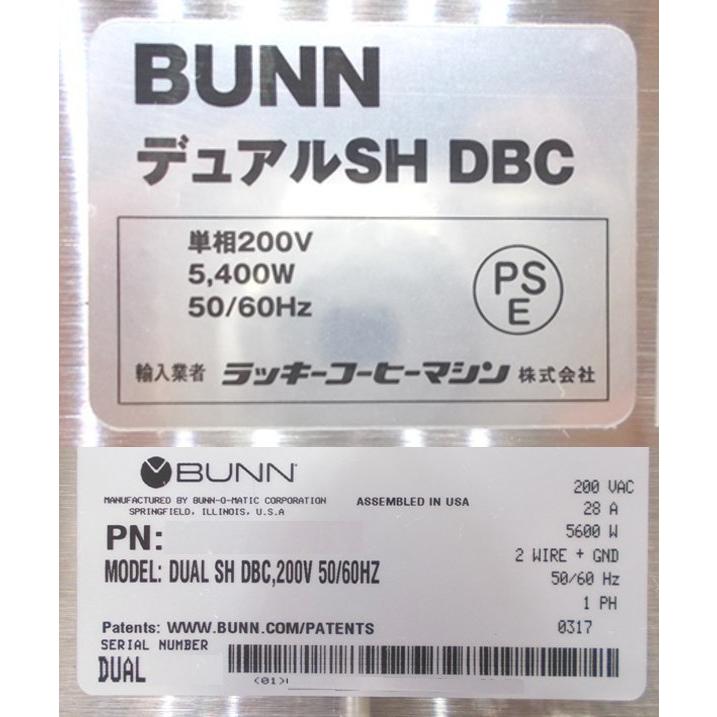 BUNN
デュアルSH DBC
単相200V
5,400W
50/60Hz
PS
E
輸入業者 ラッキーコーヒーマシン 株式会社
BUNN
MANUFACTURED BY BUNN-O-MATIC CORPORATION
SPRINGFIELD, ILLINOIS, U.S.A
ASSEMBLED IN USA
200 VAC
28 A
5600 W
2 WIRE + GND
50/60 Hz
1 PH
0317
PN:
MODEL: DUAL SH DBC,200V 50/60HZ
Patents: WWW.BUNN.COM/PATENTS
SERIAL NUMBER
DUAL
(01)